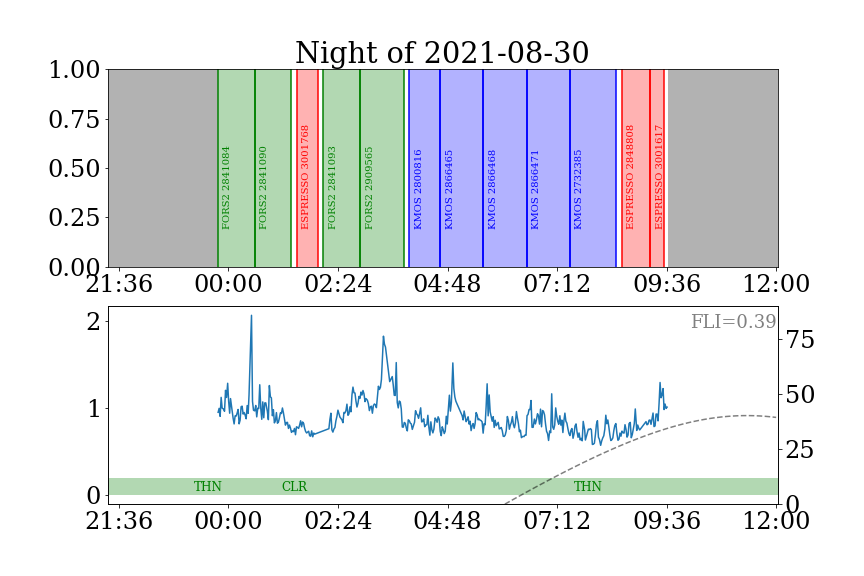 Night of 2021-08-30
1.00
0.75
0.50
0.25
0.00
FORS2 2841084
FORS2 2841090
ESPRESSO 3001768
FORS2 2841093
FORS2 2909565
KMOS 2800816
KMOS 2866465
KMOS 2866468
KMOS 2866471
KMOS 2732385
ESPRESSO 2848808
ESPRESSO 3001617
21:36 00:00 02:24 04:48 07:12 09:36 12:00
FLI=0.39
2
1
0
75
50
25
0
THN CLR THN
21:36 00:00 02:24 04:48 07:12 09:36 12:00